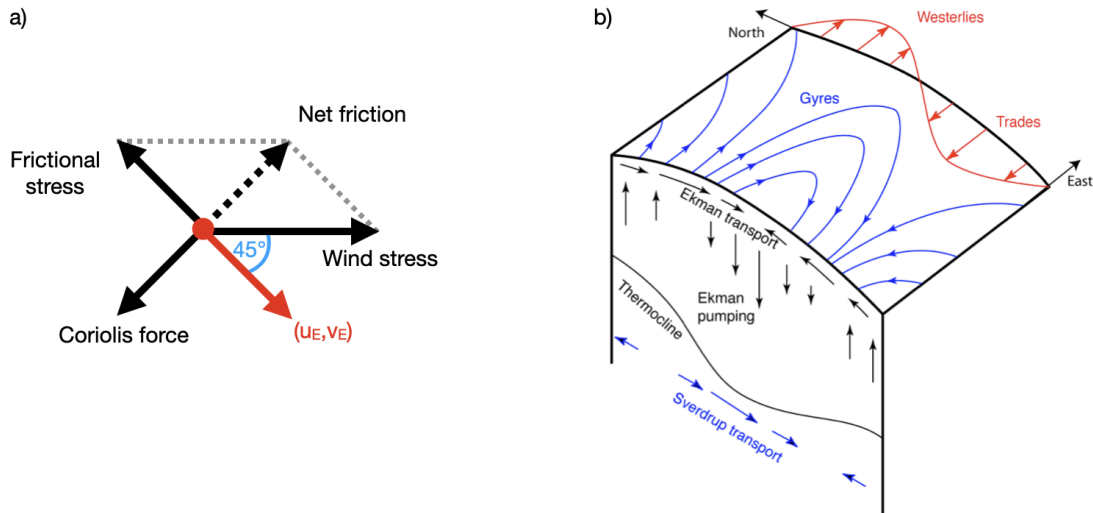 a)
Net friction
Frictional
stress
45°
Wind stress
Coriolis force
(uE,vE)
b)
Westerlies
North
Gyres
Trades
East
Ekman transport
Ekman
pumping
Thermocline
Sverdrup transport